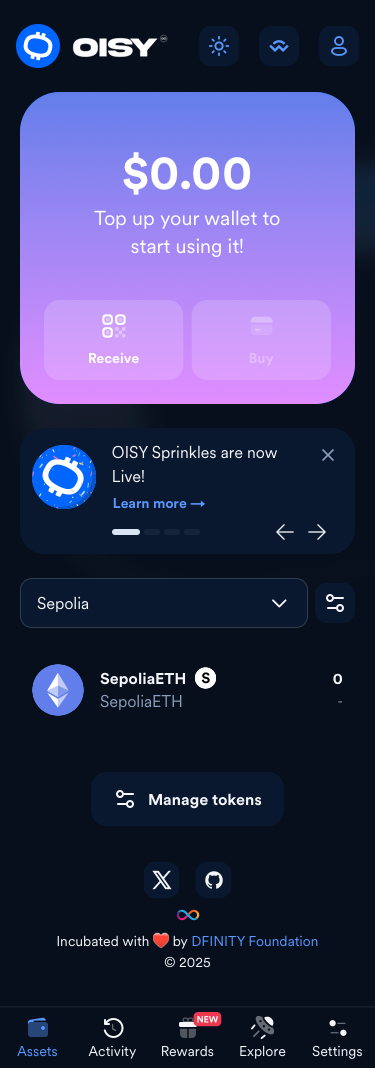 OISY
$0.00
Top up your wallet to
start using it!
Receive
Buy
OISY Sprinkles are now
Live!
Learn more →
Sepolia
SepoliaETH S
0
SepoliaETH
-
Manage tokens
Incubated with ❤️ by DFINITY Foundation
© 2025
NEW
Assets
Activity
Rewards
Explore
Settings